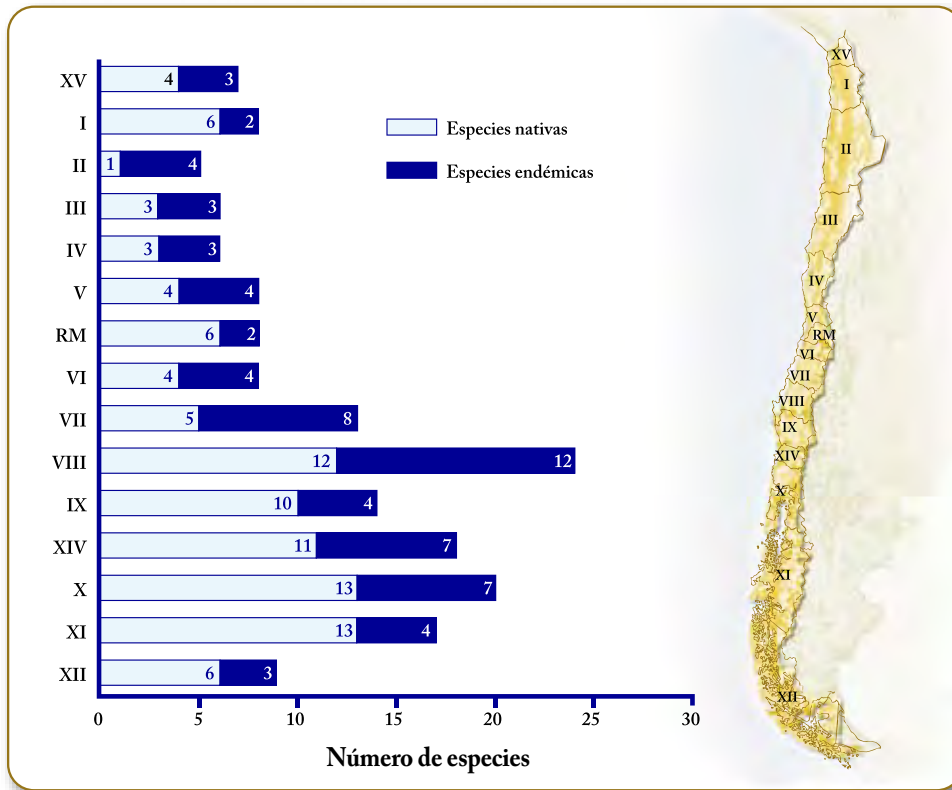 XV 4 3
I 6 2
II 1 4
III 3 3
IV 3 3
V 4 4
RM 6 2
VI 4 4
VII 5 8
VIII 12 12
IX 10 4
XIV 11 7
X 13 7
XI 13 4
XII 6 3
0 5 10 15 20 25 30
Número de especies
Especies nativas
Especies endémicas
XV
I
II
III
IV
V
RM
VI
VII
VIII
IX
XIV
X
XI
XII